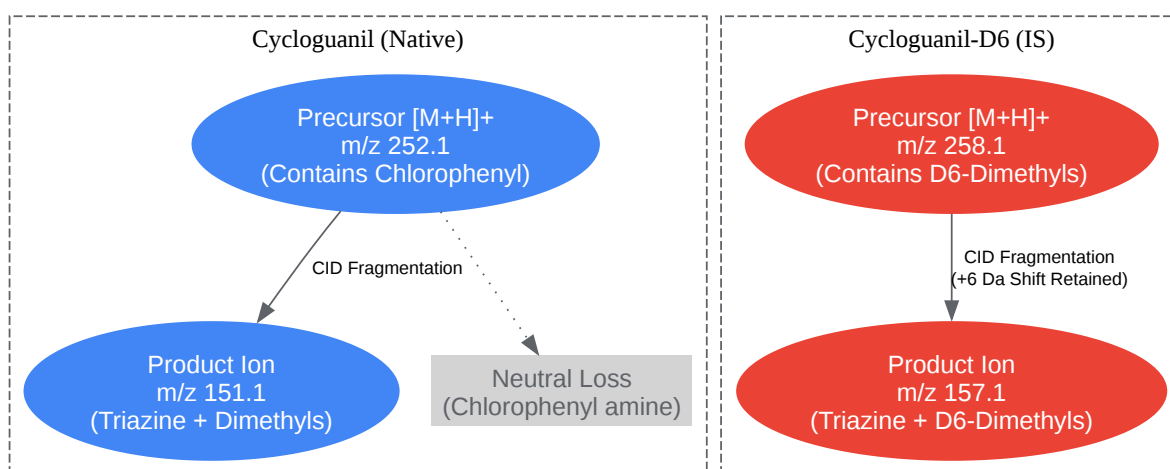 Cycloguanil (Native)
Precursor [M+H]+
m/z 252.1
(Contains Chlorophenyl)
CID Fragmentation
Product Ion
m/z 151.1
(Triazine + Dimethyls)
Neutral Loss
(Chlorophenyl amine)
Cycloguanil-D6 (IS)
Precursor [M+H]+
m/z 258.1
(Contains D6-Dimethyls)
CID Fragmentation
(+6 Da Shift Retained)
Product Ion
m/z 157.1
(Triazine + D6-Dimethyls)